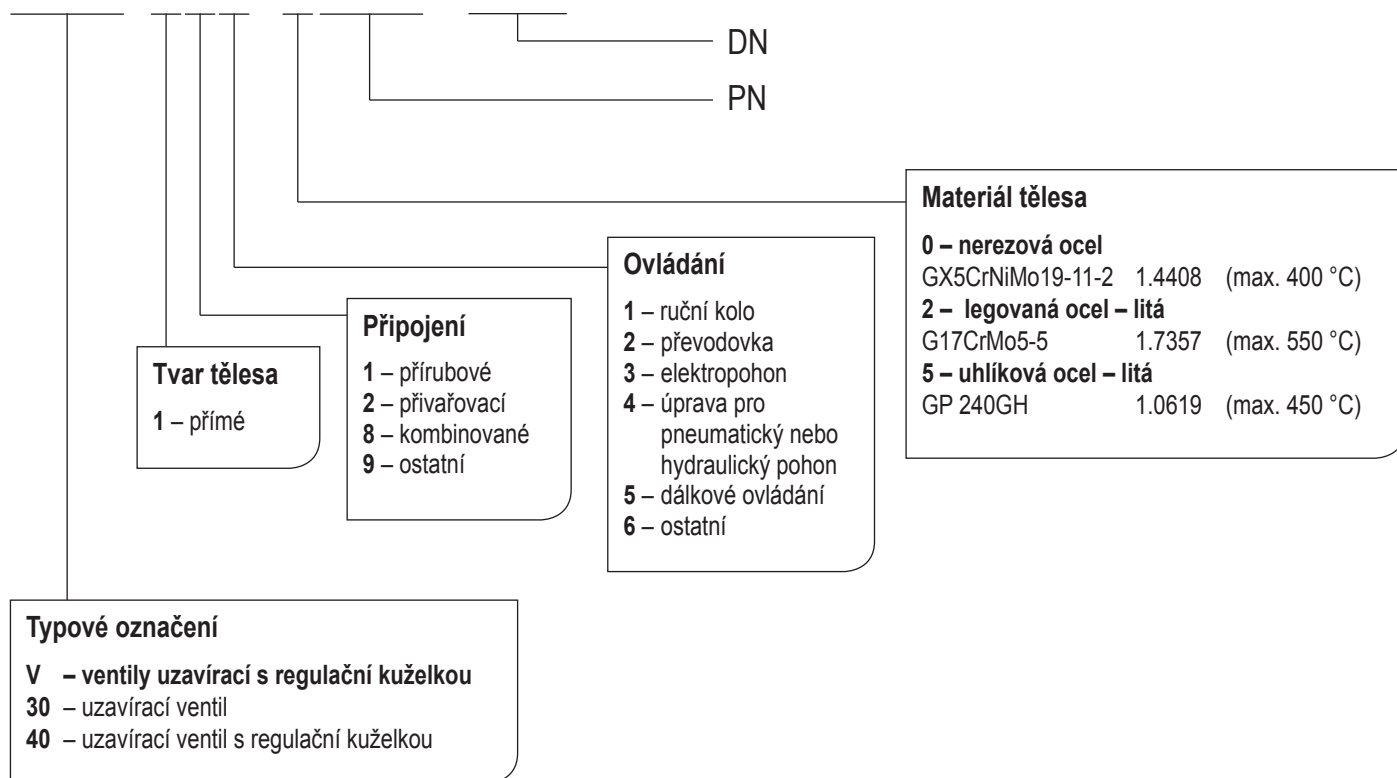 DN
PN
Materiál tělesa
0 – nerezová ocel
GX5CrNiMo19-11-2 1.4408 (max. 400 °C)
2 – legovaná ocel – litá
G17CrMo5-5 1.7357 (max. 550 °C)
5 – uhlíková ocel – litá
GP 240GH 1.0619 (max. 450 °C)
Ovládání
1 – ruční kolo
2 – převodovka
3 – elektropohon
4 – úprava pro
pneumatický nebo
hydraulický pohon
5 – dálkové ovládání
6 – ostatní
Připojení
1 – přírubové
2 – přivařovací
8 – kombinované
9 – ostatní
Tvar tělesa
1 – přímé
Typové označení
V – ventily uzavírací s regulační kuželkou
30 – uzavírací ventil
40 – uzavírací ventil s regulační kuželkou